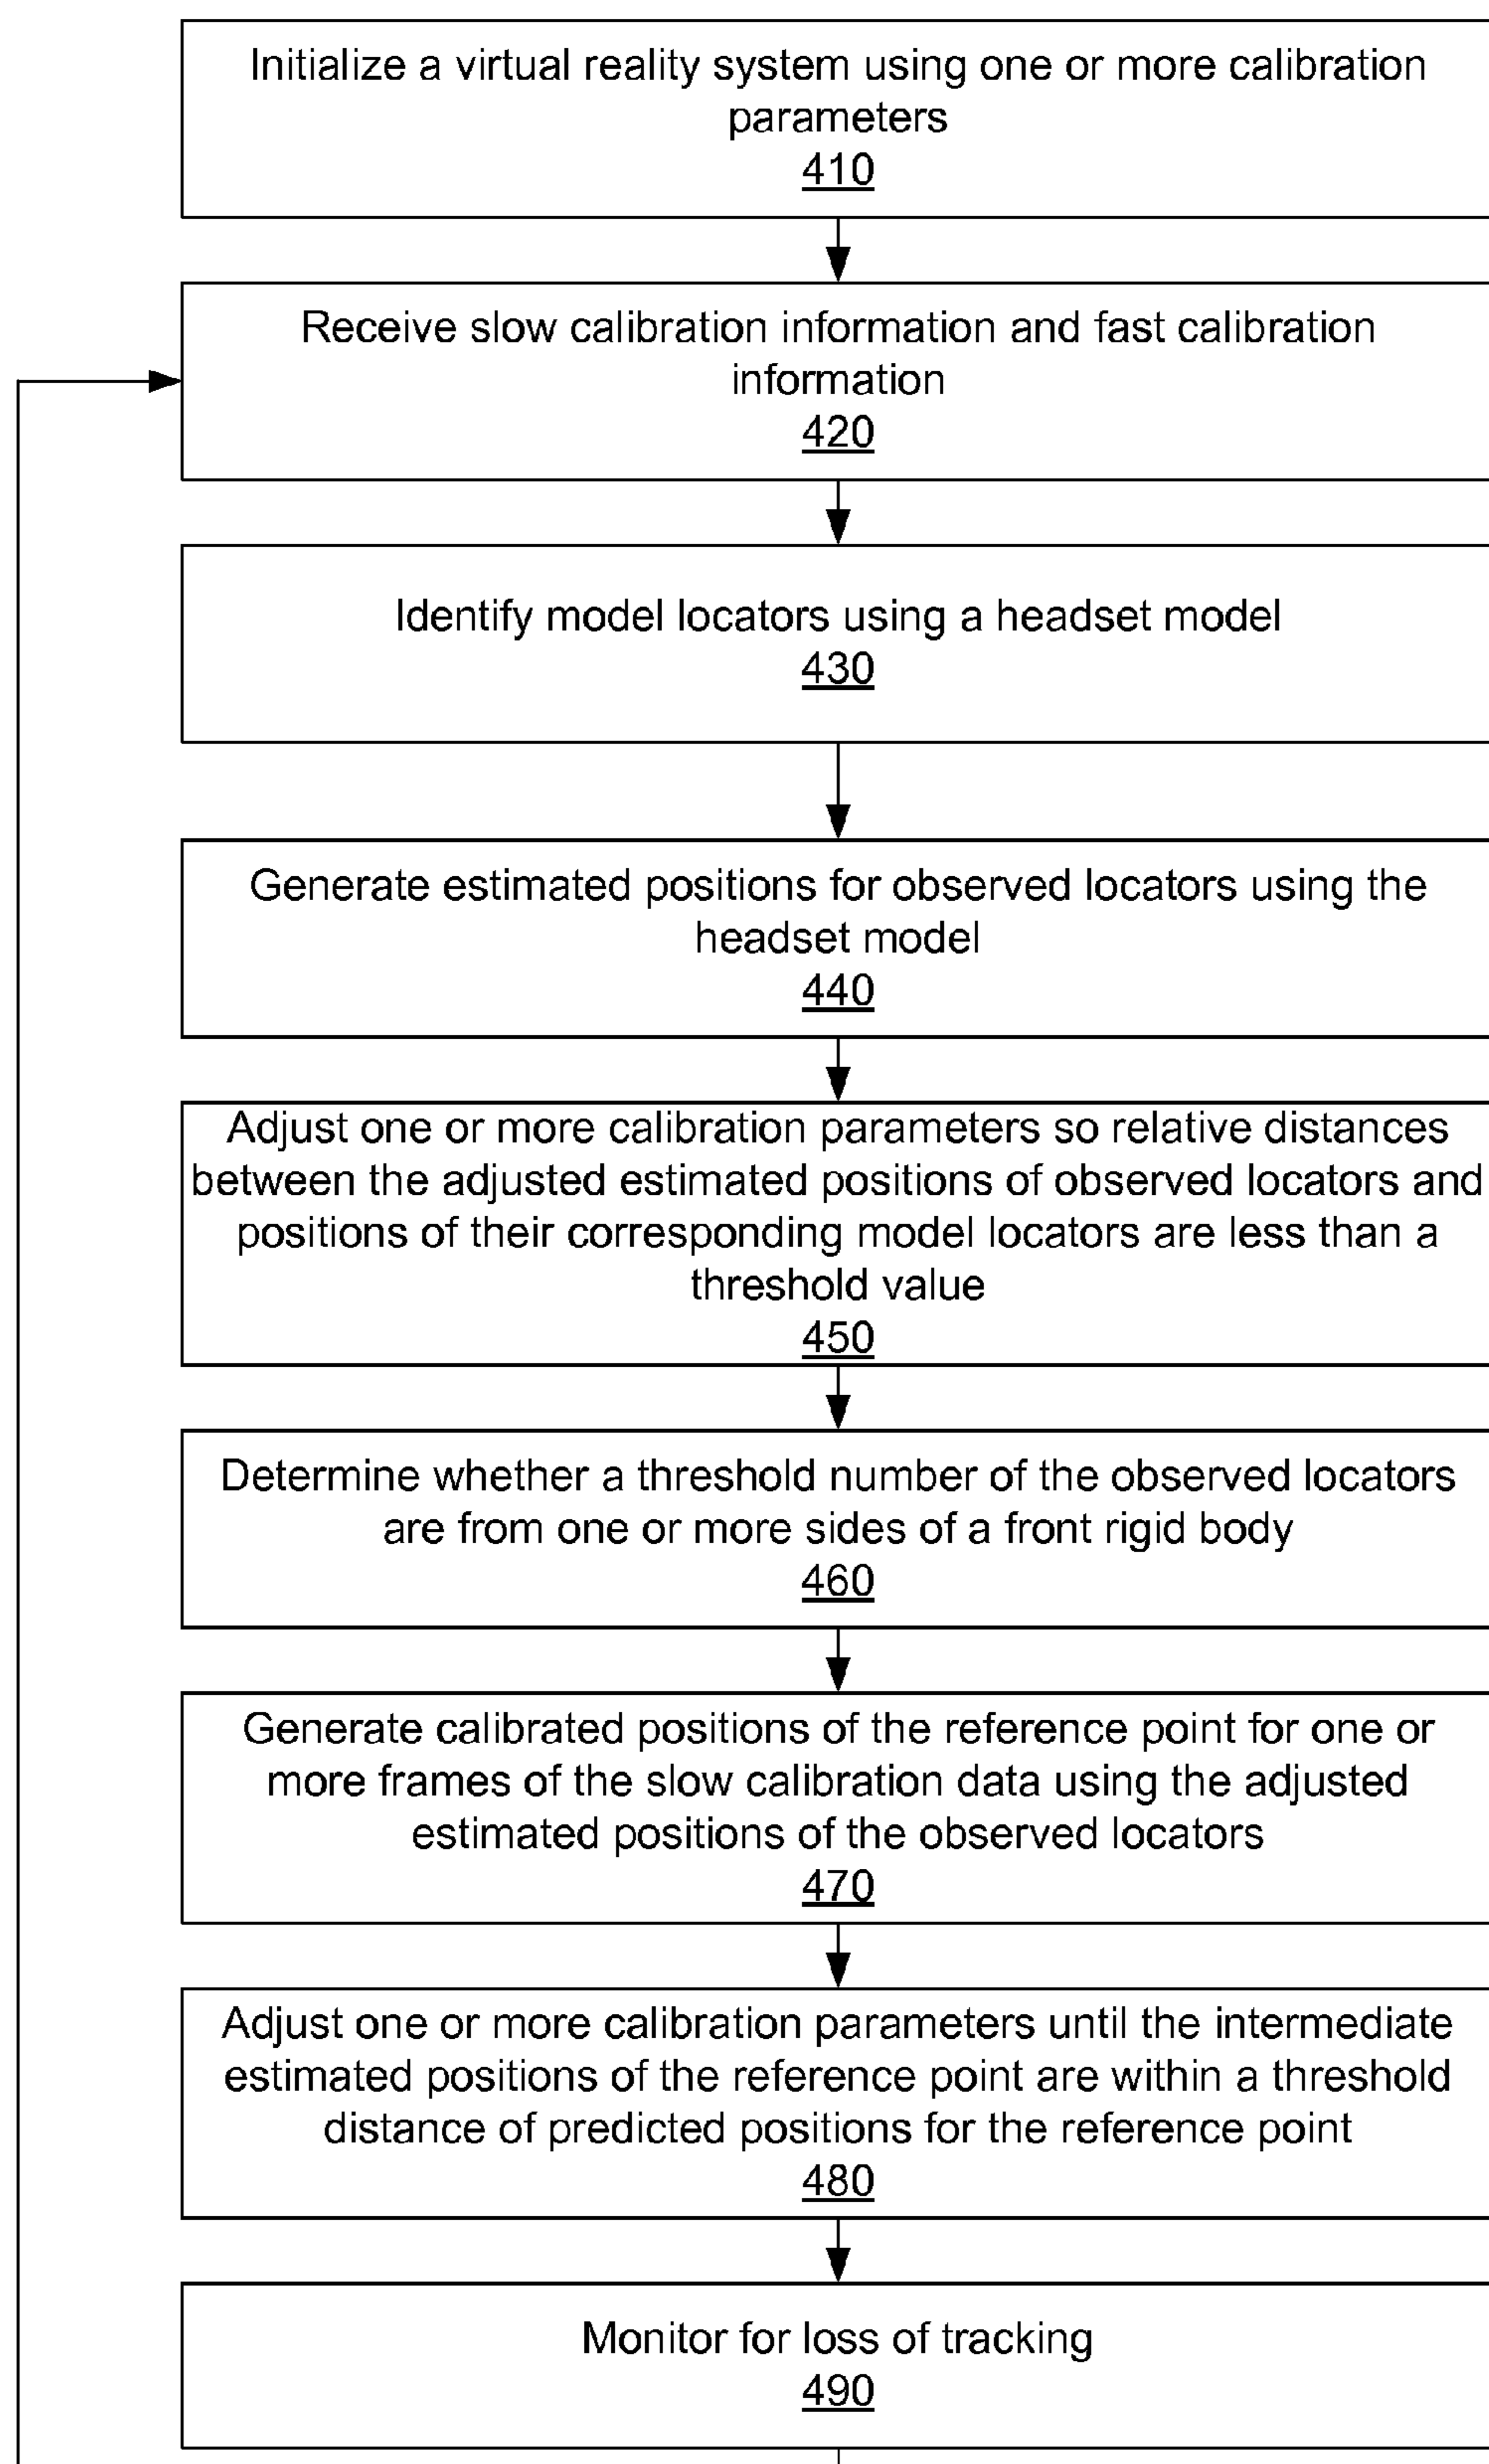 Initialize a virtual reality system using one or more calibration
parameters
410
Receive slow calibration information and fast calibration
information
420
Identify model locators using a headset model
430
Generate estimated positions for observed locators using the
headset model
440
Adjust one or more calibration parameters so relative distances
between the adjusted estimated positions of observed locators and
positions of their corresponding model locators are less than a
threshold value
450
Determine whether a threshold number of the observed locators
are from one or more sides of a front rigid body
460
Generate calibrated positions of the reference point for one or
more frames of the slow calibration data using the adjusted
estimated positions of the observed locators
470
Adjust one or more calibration parameters until the intermediate
estimated positions of the reference point are within a threshold
distance of predicted positions for the reference point
480
Monitor for loss of tracking
490